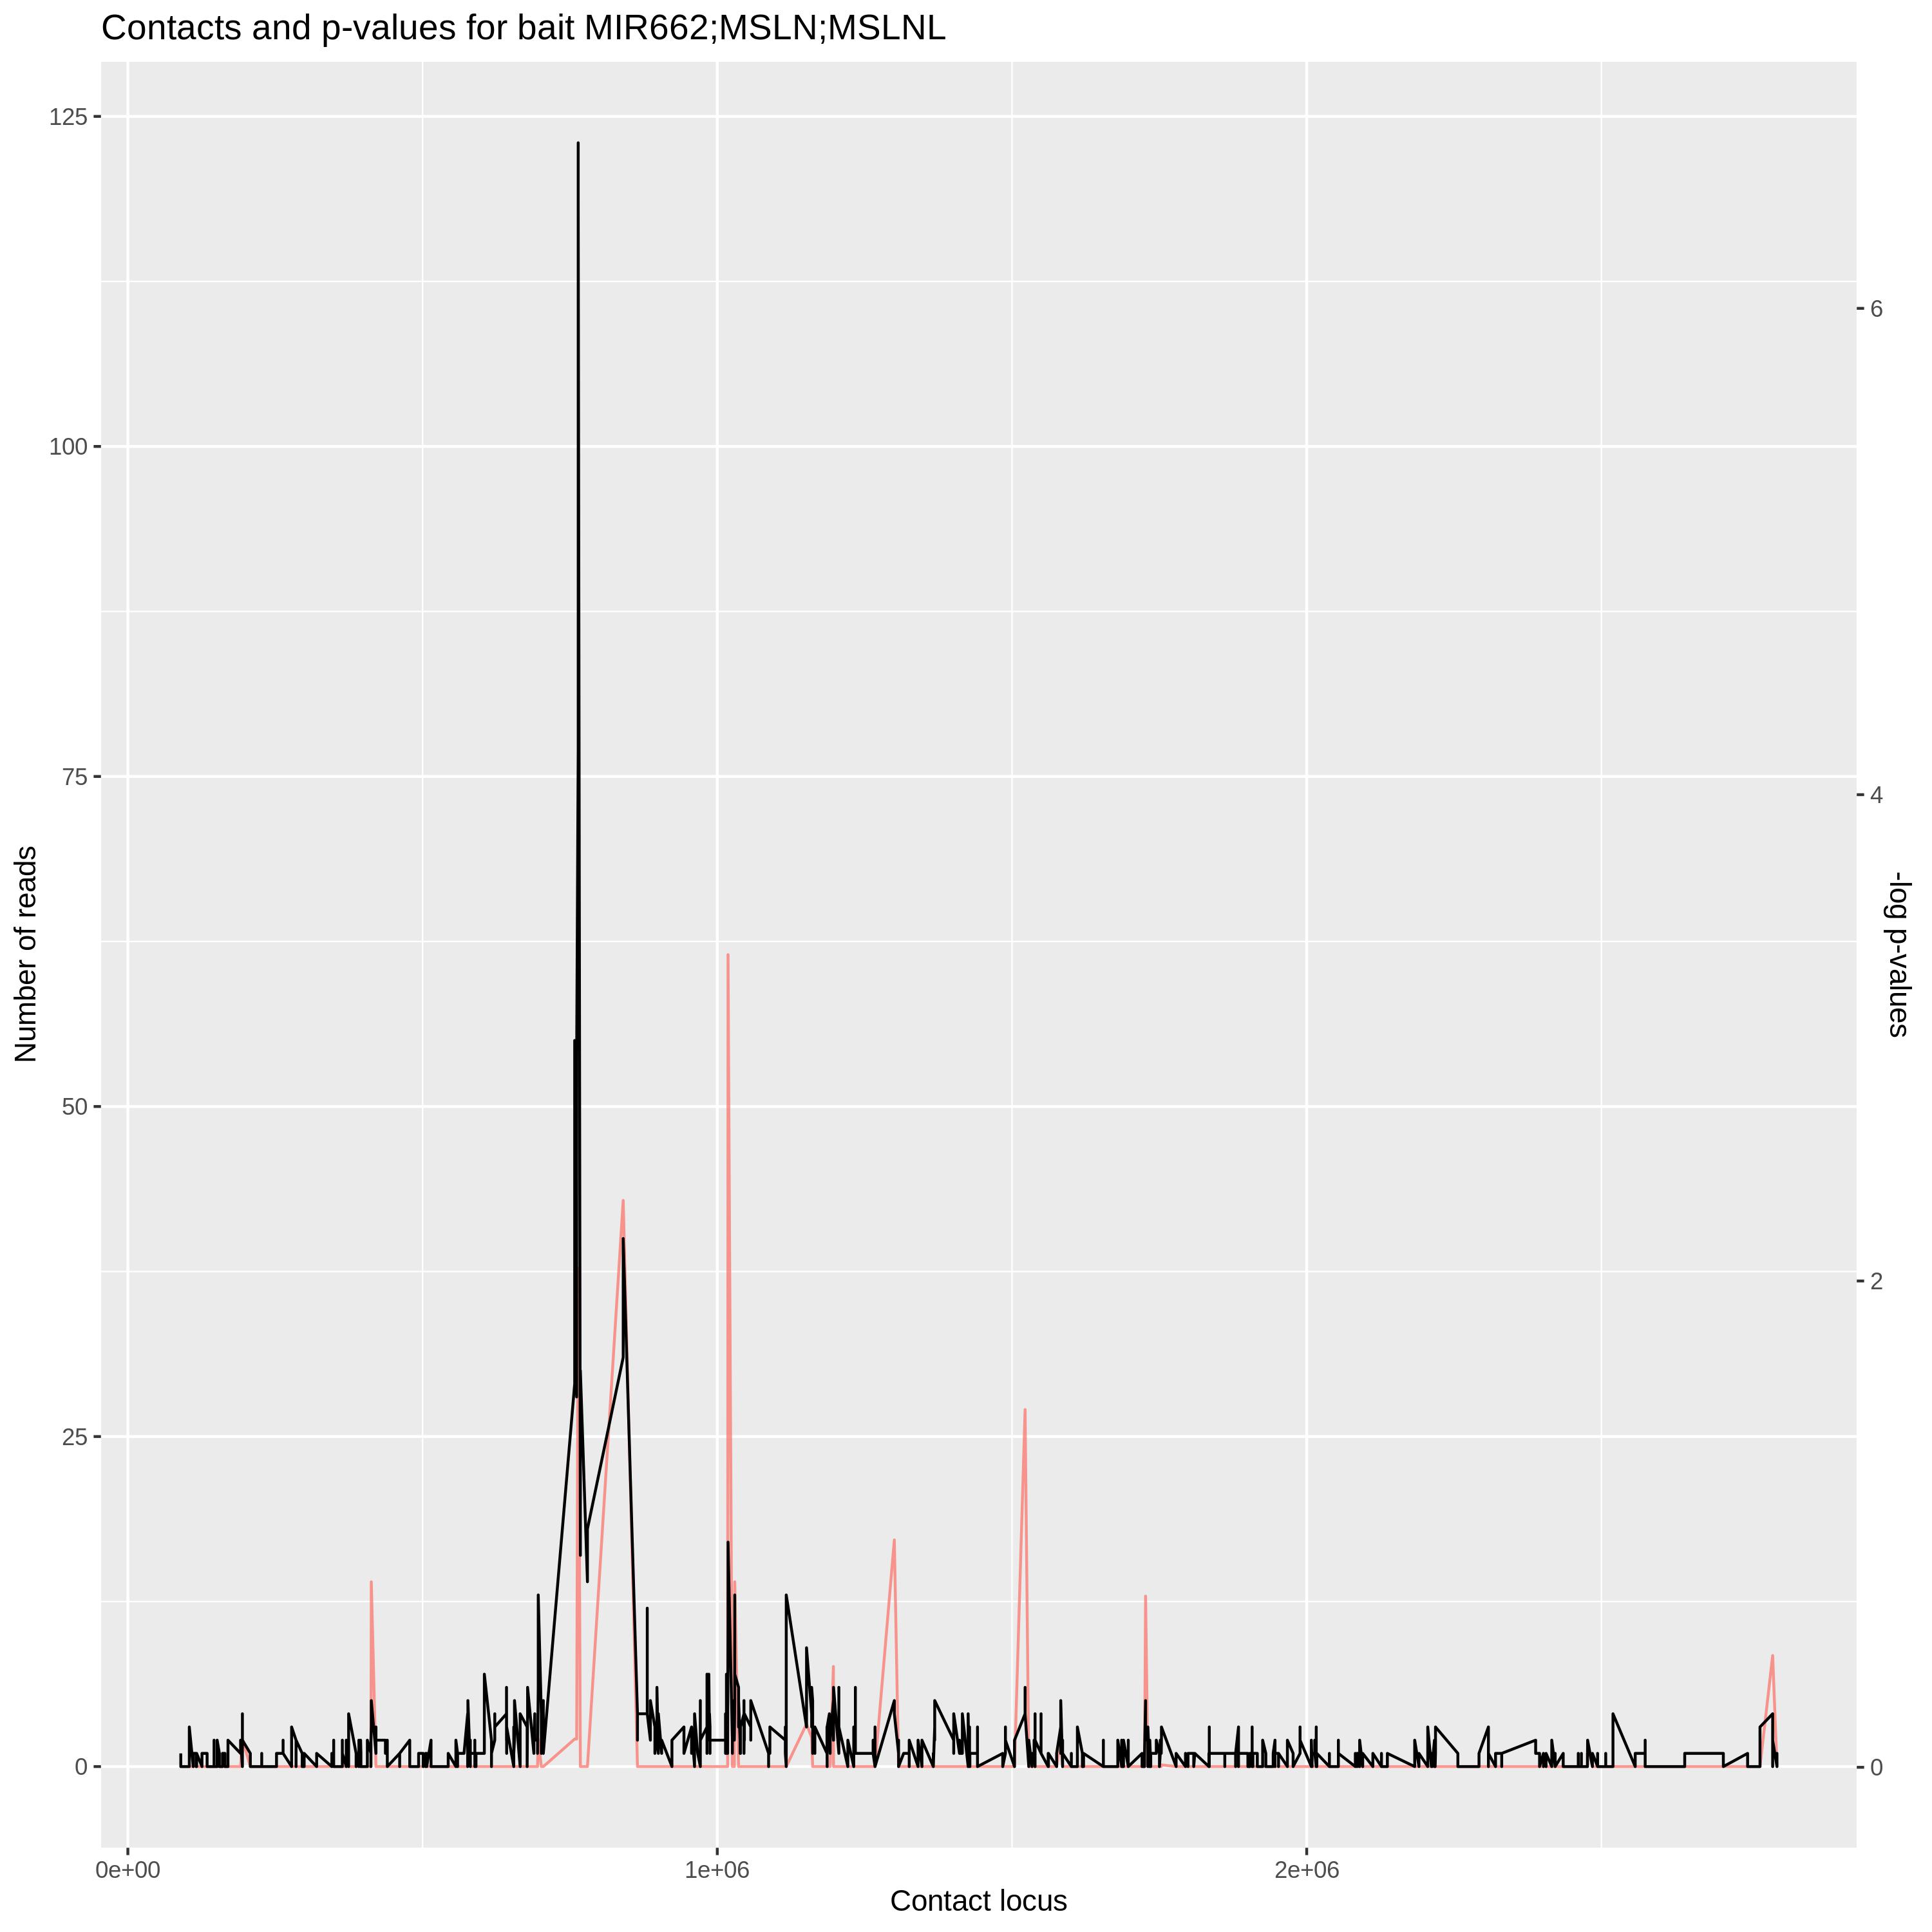 Contacts and p-values for bait MIR662;MSLN;MSLNL
125
100
75
50
25
0
Number of reads
6
4
2
0
-log p-values
0e+00
1e+06
2e+06
Contact locus